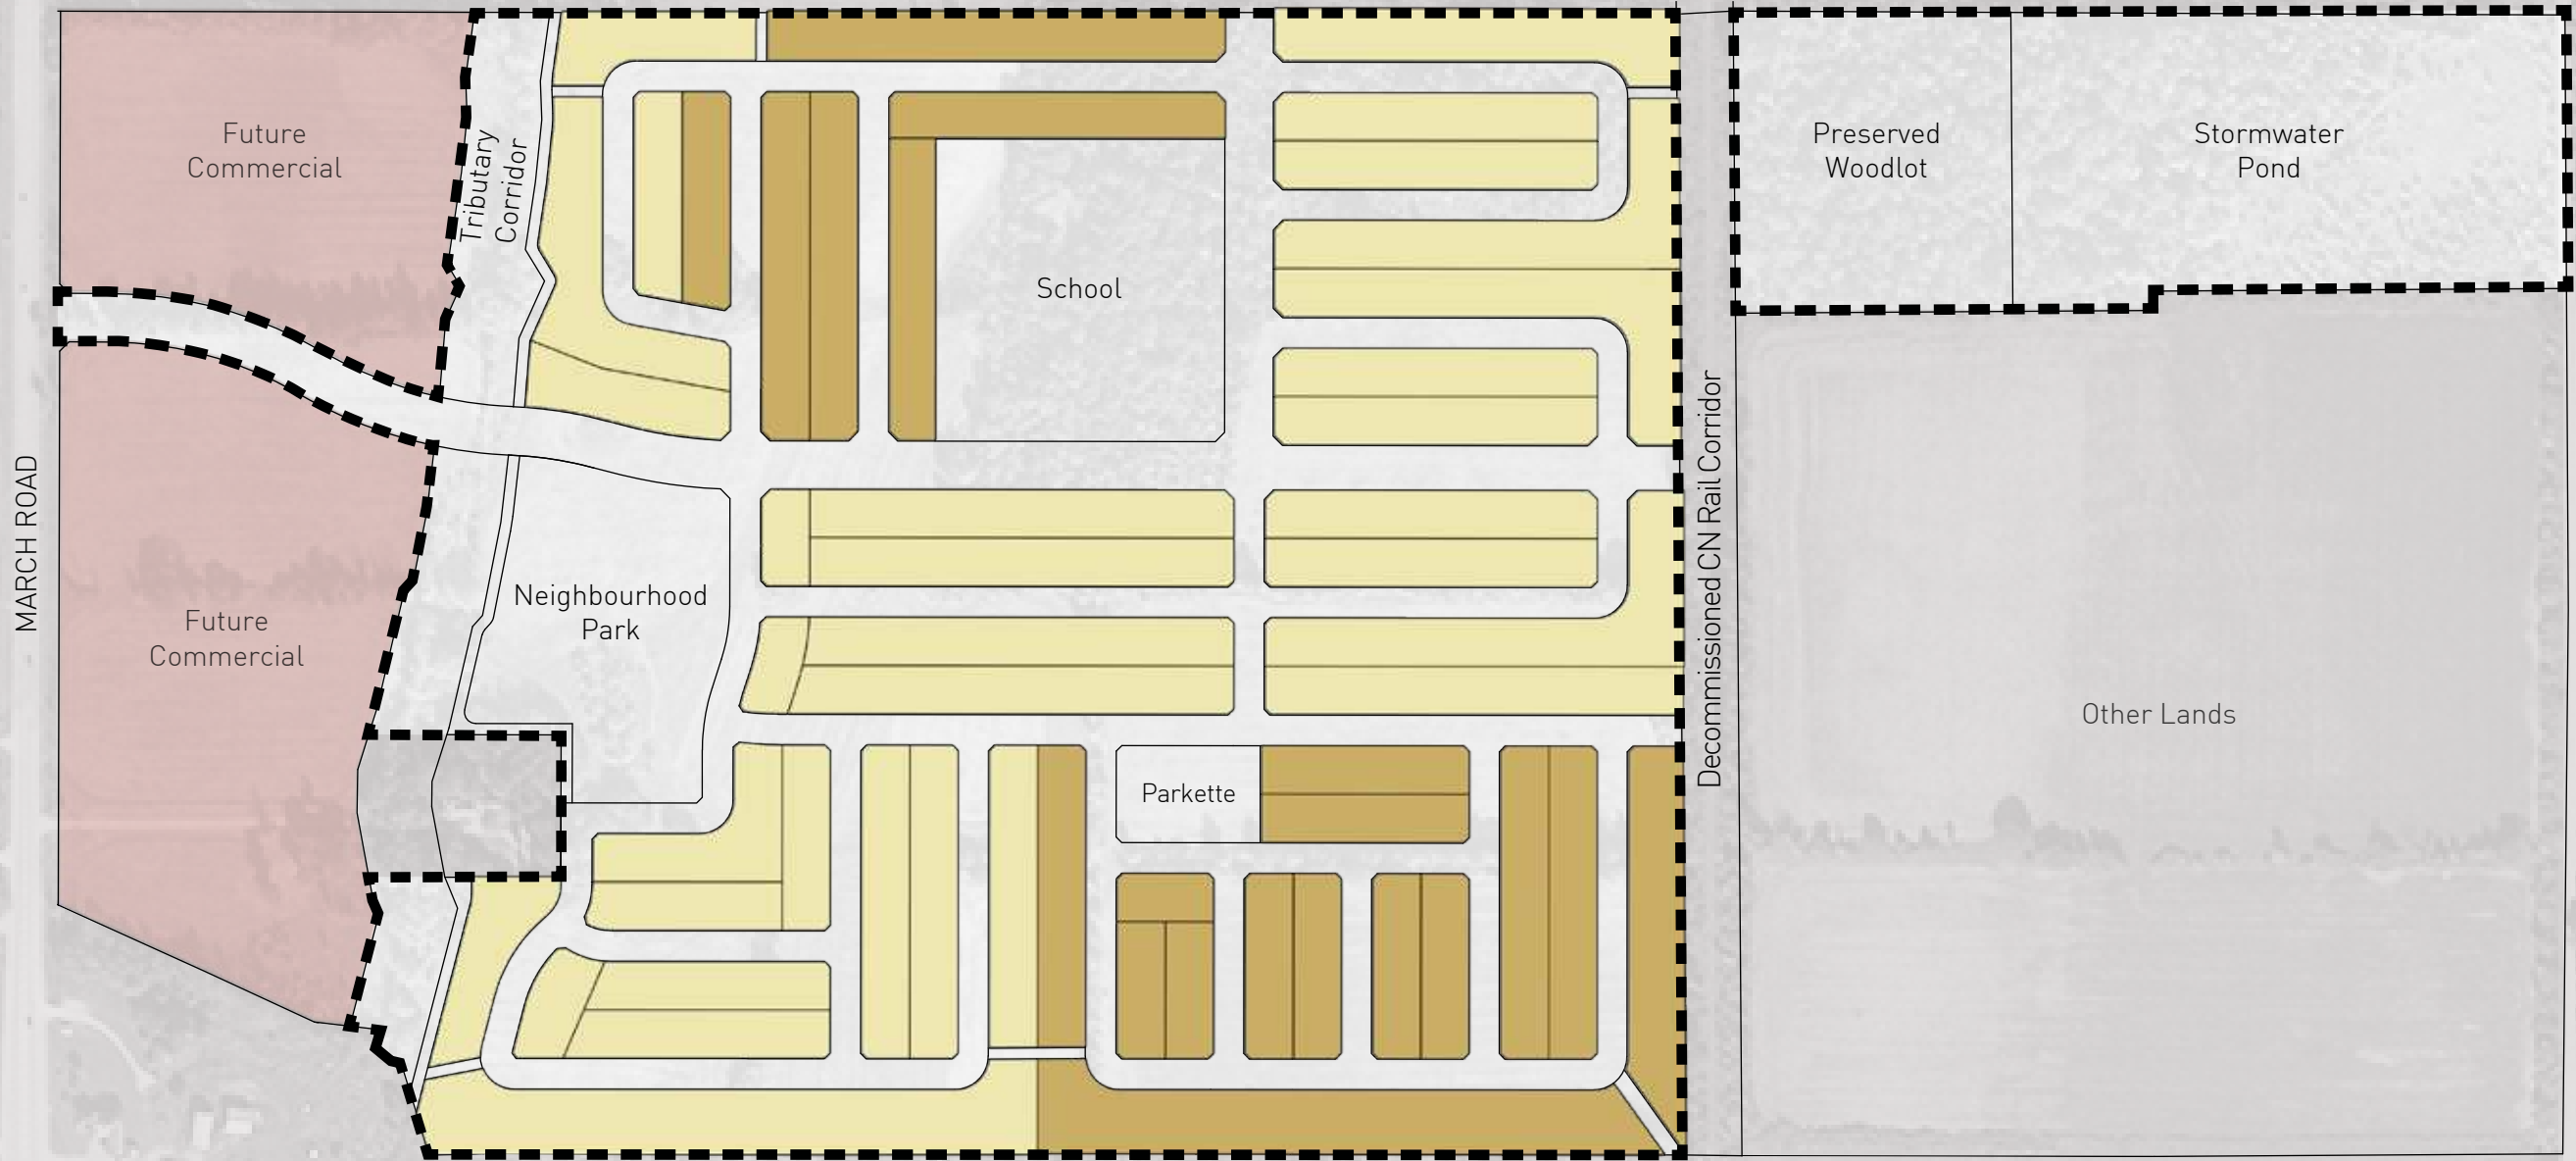 Future
Commercial
Tributary
Corridor
School
Preserved
Woodlot
Stormwater
Pond
MARCH ROAD
Future
Commercial
Neighbourhood
Park
Decommissioned CN Rail Corridor
Other Lands
Parkette